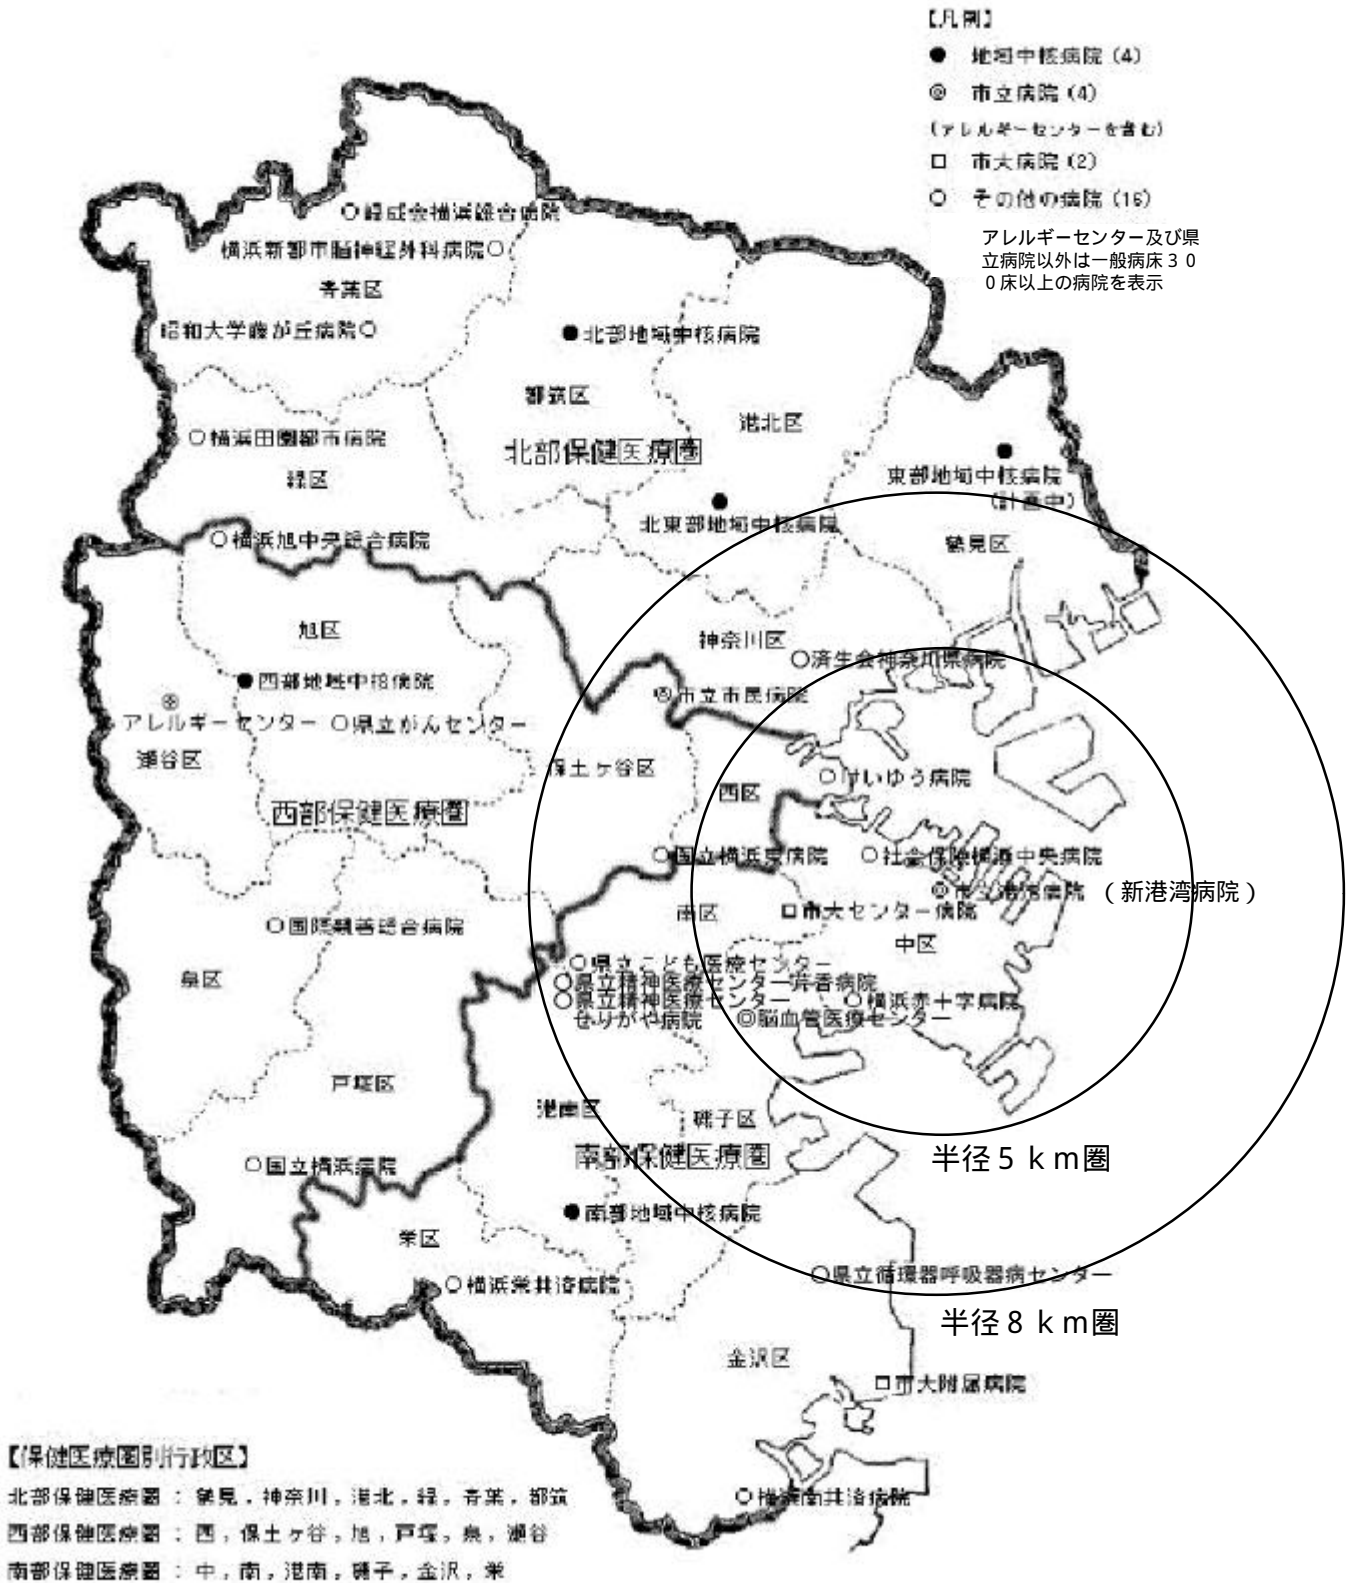 【凡例】
● 地域中核病院(4)
◎ 市立病院(4)
(アレルギーセンターを含む)
□ 市大病院(2)
○ その他の病院(16)
アレルギーセンター及び県
立病院以外は一般病床３０
０床以上の病院を表示
○緑成会横浜総合病院
横浜新都市脳神経外科病院○
青葉区
昭和大学藤が丘病院○
●北部地域中核病院
都筑区
港北区
○横浜田園都市病院
北部保健医療圏
東部地域中核病院
(計画中)
緑区
北東部地域中核病院
○横浜旭中央総合病院
鶴見区
旭区
神奈川区
○済生会神奈川県病院
●西部地域中核病院
◎市立市民病院
アレルギーセンター
○県立がんセンター
瀬谷区
保土ヶ谷区
○けいゆう病院
西区
西部保健医療圏
○国立横浜東病院
○社会保険横浜中央病院
◎市立港湾病院
（新港湾病院）
南区
□市大センター病院
○国際親善総合病院
中区
泉区
○県立こども医療センター
○県立精神医療センター芹香病院
○県立精神医療センター
せりがや病院
○横浜赤十字病院
◎脳血管医療センター
戸塚区
港南区
磯子区
南部保健医療圏
半径５ｋｍ圏
○国立横浜病院
●南部地域中核病院
栄区
○県立循環器呼吸器病センター
○横浜栄共済病院
半径８ｋｍ圏
金沢区
□市大附属病院
【保健医療圏別行政区】
北部保健医療圏 : 鶴見，神奈川，港北，緑，青葉，都筑
○横浜南共済病院
西部保健医療圏 : 西，保土ヶ谷，旭，戸塚，泉，瀬谷
南部保健医療圏 : 中，南，港南，磯子，金沢，栄